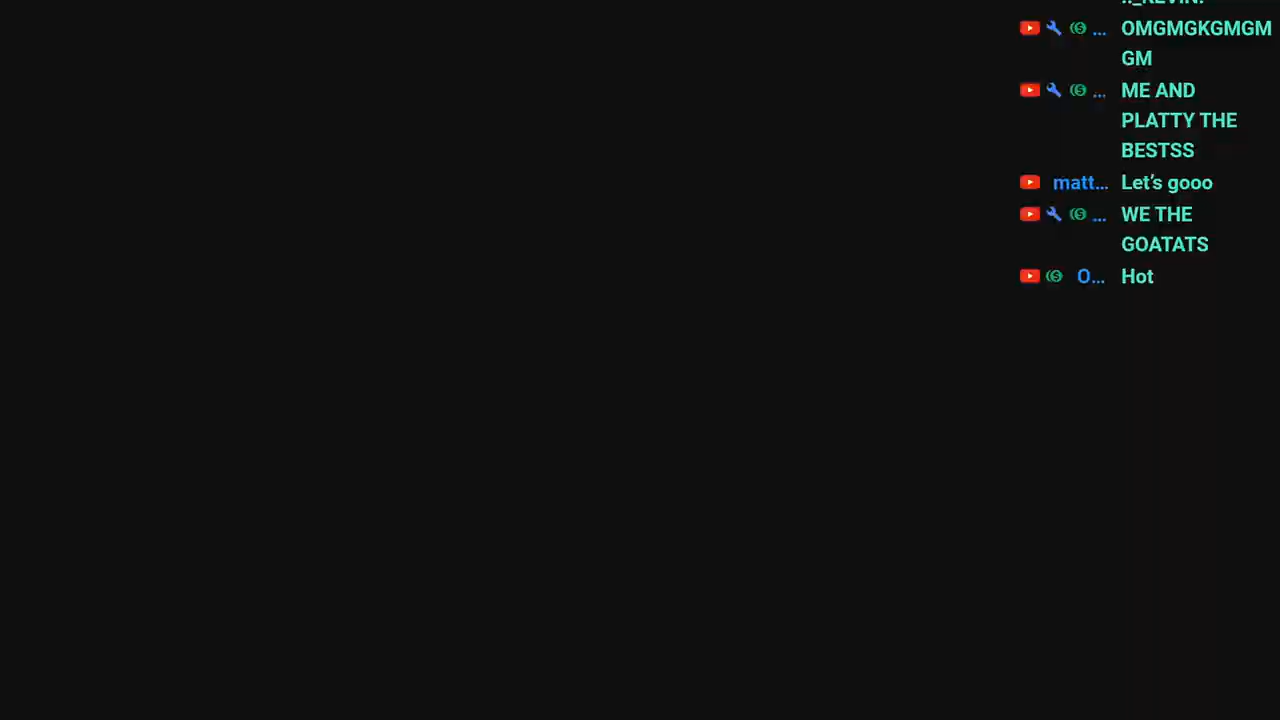 OMGMGKGMGM
GM
... ME AND
PLATTY THE
BESTSS
matt... Let's gooo
... WE THE
GOATATS
O... Hot